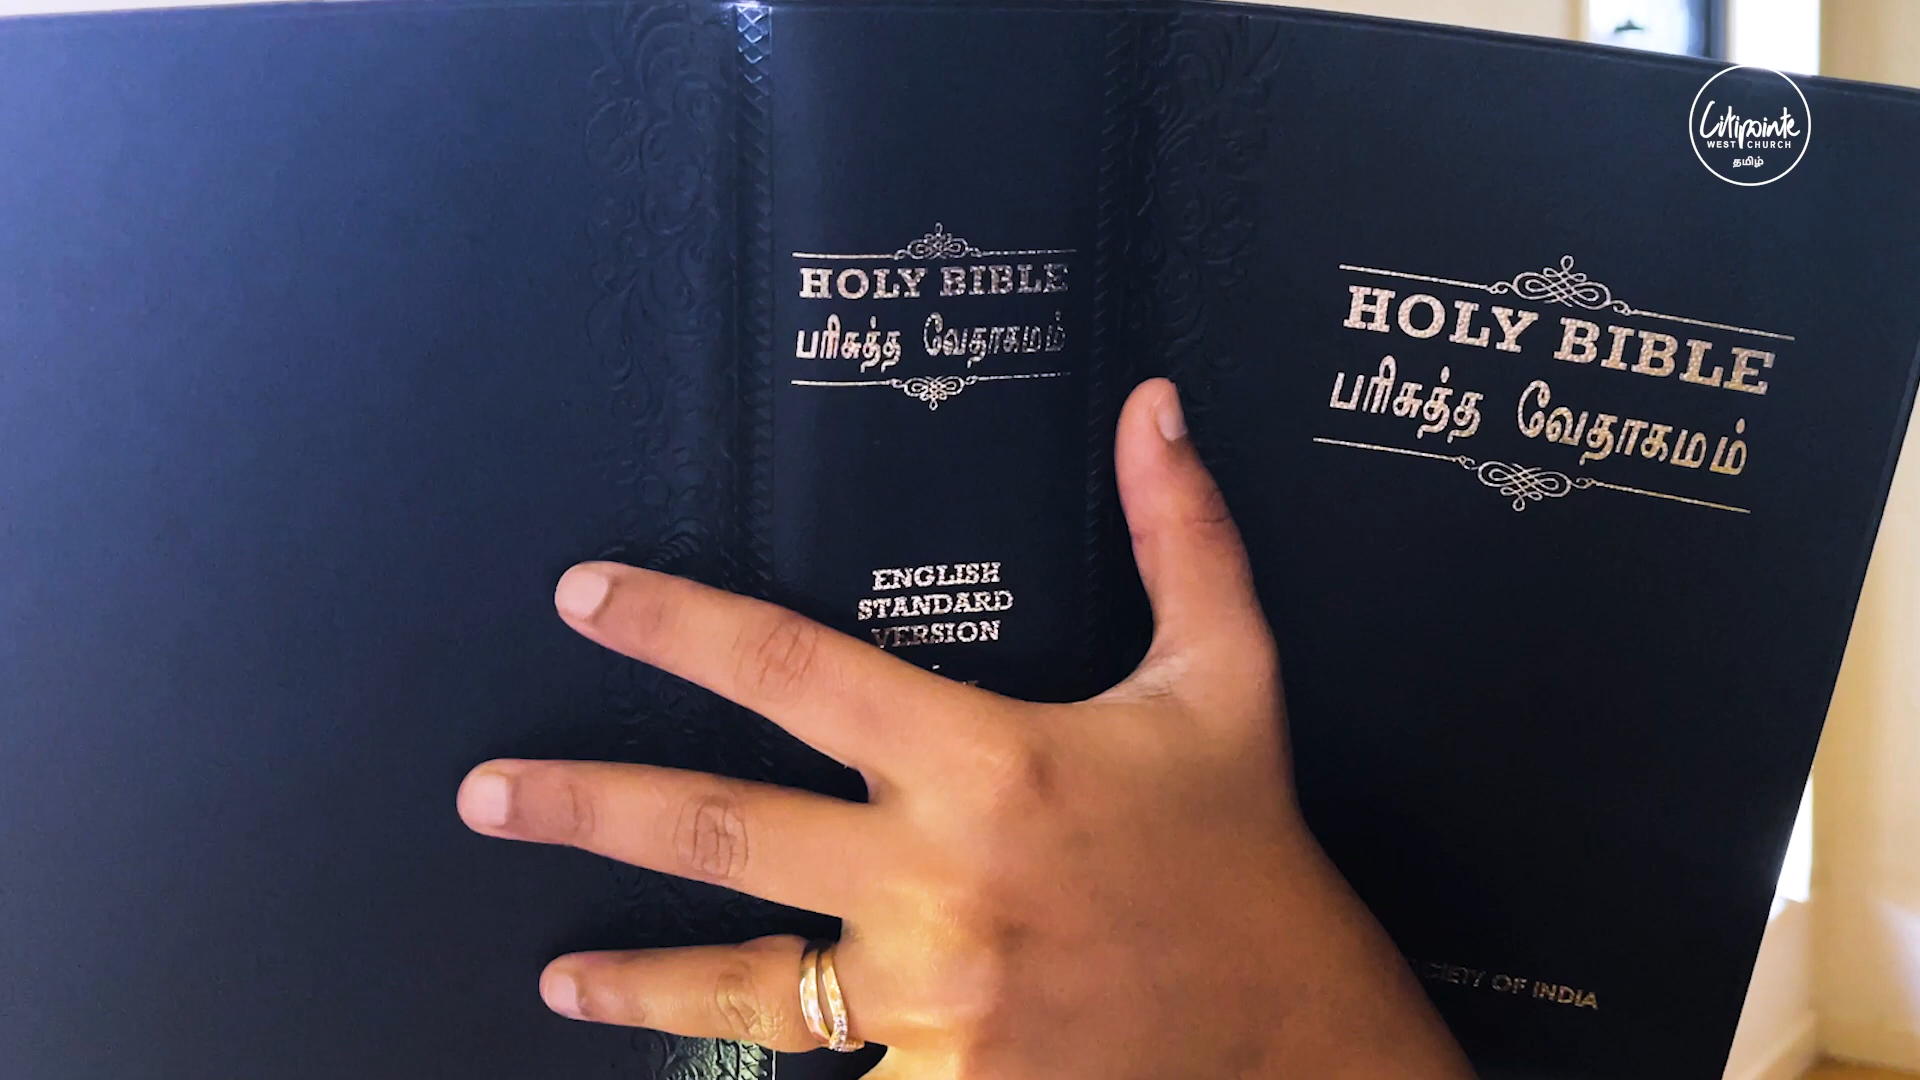 HOLY BIBLE
பரிசுத்த வேதாகமம்
ENGLISH
STANDARD
VERSION
HOLY BIBLE
பரிசுத்த வேதாகமம்
OF INDIA
Citipointe
WEST CHURCH
தமிழ்